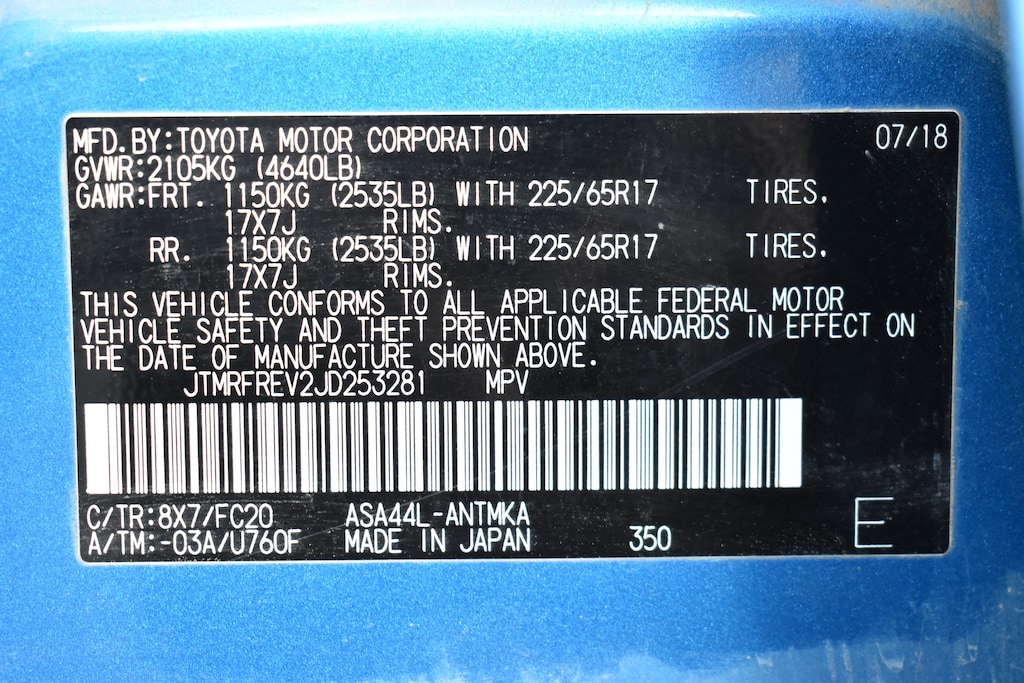 MFD.BY:TOYOTA MOTOR CORPORATION 07/18
GVWR:2105KG (4640LB)
GAWR:FRT. 1150KG (2535LB) WITH 225/65R17 TIRES.
17X7J RIMS.
RR. 1150KG (2535LB) WITH 225/65R17 TIRES.
17X7J RIMS.
THIS VEHICLE CONFORMS TO ALL APPLICABLE FEDERAL MOTOR
VEHICLE SAFETY AND THEFT PREVENTION STANDARDS IN EFFECT ON
THE DATE OF MANUFACTURE SHOWN ABOVE.
JTMRFREV2JD253281 MPV
C/TR:8X7/FC20 ASA44L-ANTMKA
A/TM:-03A/U760F MADE IN JAPAN 350 E